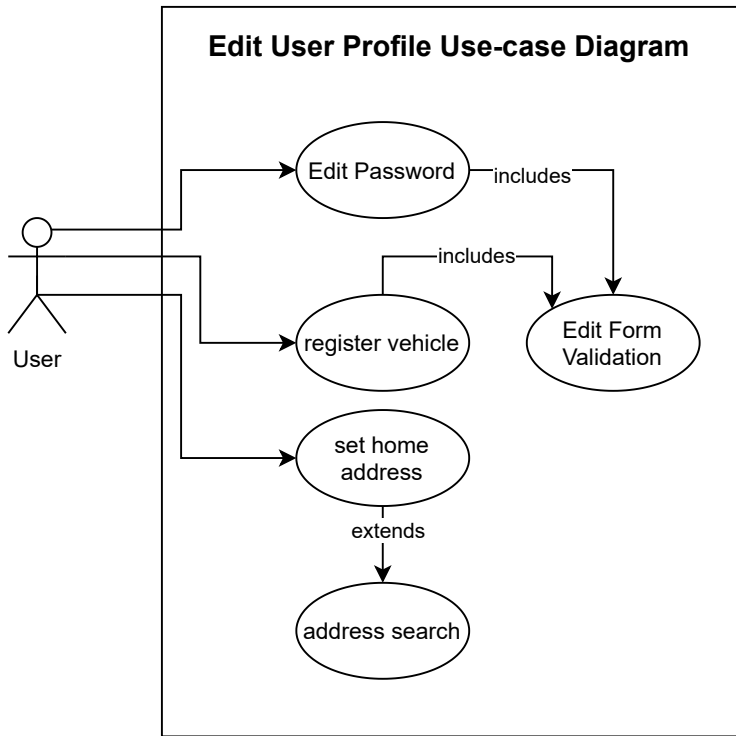 Edit User Profile Use-case Diagram
Edit Password
includes
includes
User
register vehicle
Edit Form
Validation
set home
address
extends
address search